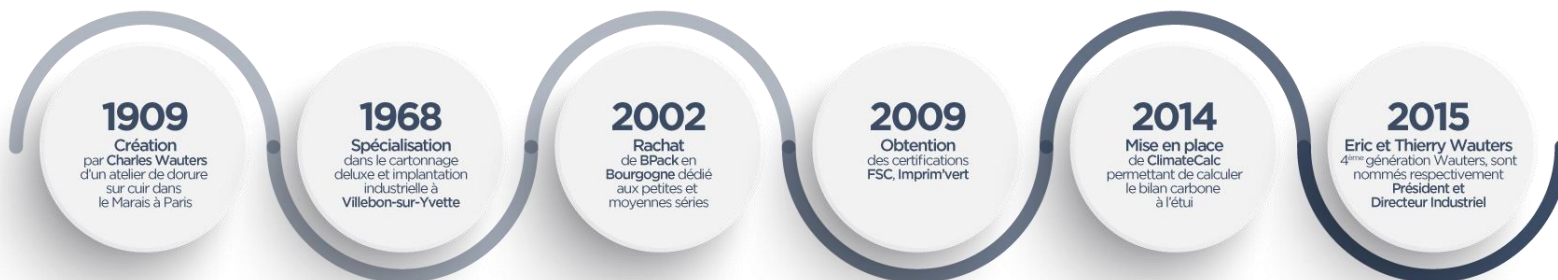 1909
Création
par Charles Wauters
d'un atelier de dorure
sur cuir dans
le Marais à Paris
1968
Spécialisation
dans le cartonnage
deluxe et implantation
industrielle à
Villebon-sur-Yvette
2002
Rachat
de BPack en
Bourgogne dédié
aux petites et
moyennes séries
2009
Obtention
des certifications
FSC, Imprim'vert
2014
Mise en place
de ClimateCalc
permettant de calculer
le bilan carbone
à l'étui
2015
Eric et Thierry Wauters
4ème génération Wauters, sont
nommés respectivement
Président et
Directeur Industriel